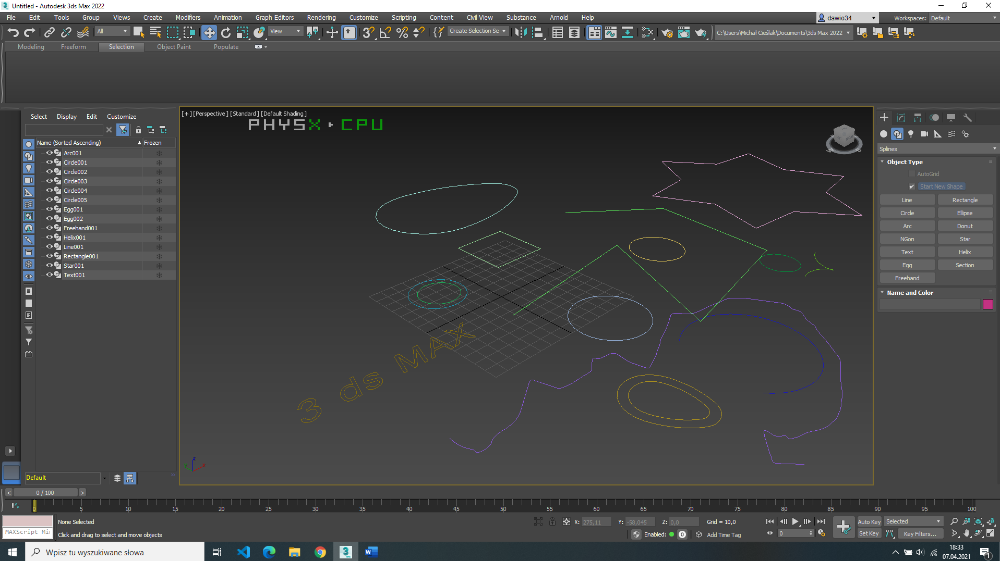 Untitled - Autodesk 3ds Max 2022
File Edit Tools Group Views Create Modifiers Animation Graph Editors Rendering Customize Scripting Content Civil View Substance Arnold Help dawio34 Workspaces: Default
All View Create Selection Se C:\Users\Michał Cieślak\Documents\3ds Max 2022
Modeling Freeform Selection Object Paint Populate
Select Display Edit Customize
[+] [Perspective ] [Standard ] [Default Shading ]
PHYSX CPU
Name (Sorted Ascending) Frozen
Arc001
Circle001
Circle002
Circle003
Circle004
Circle005
Egg001
Egg002
Freehand001
Helix001
Line001
Rectangle001
Star001
Text001
3 ds MAX
z
y x
Splines
Object Type
AutoGrid
Start New Shape
Line Rectangle
Circle Ellipse
Arc Donut
NGon Star
Text Helix
Egg Section
Freehand
Name and Color
Default
< 0 / 100 >
0 5 10 15 20 25 30 35 40 45 50 55 60 65 70 75 80 85 90 95 100
None Selected X: 275,11 Y: -58,045 Z: 0,0 Grid = 10,0 Auto Key Selected
MAXScript Mi
Click and drag to select and move objects Enabled: 0 Add Time Tag 0 Set Key Key Filters...
Wpisz tu wyszukiwane słowa
18:33
07.04.2021
1